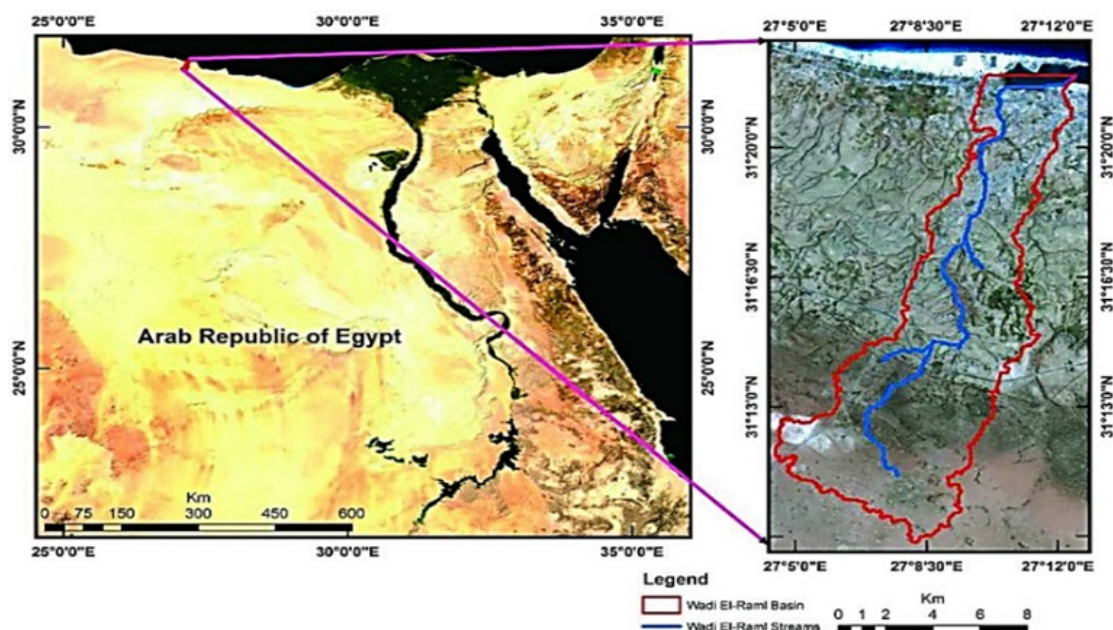 25°0'0"E
30°0'0"E
35°0'0"E
27°5'0"E
27°8'30"E
27°12'0"E
30°0'0"N
30°0'0"N
31°20'0"N
31°20'0"N
31°16'30"N
31°16'30"N
Arab Republic of Egypt
25°0'0"N
25°0'0"N
31°13'0"N
31°13'0"N
Km
0 75 150 300 450 600
25°0'0"E
30°0'0"E
35°0'0"E
27°5'0"E
27°8'30"E
27°12'0"E
Legend
Wadi El-Raml Basin
Wadi El-Raml Streams
Km
0 1 2 4 6 8